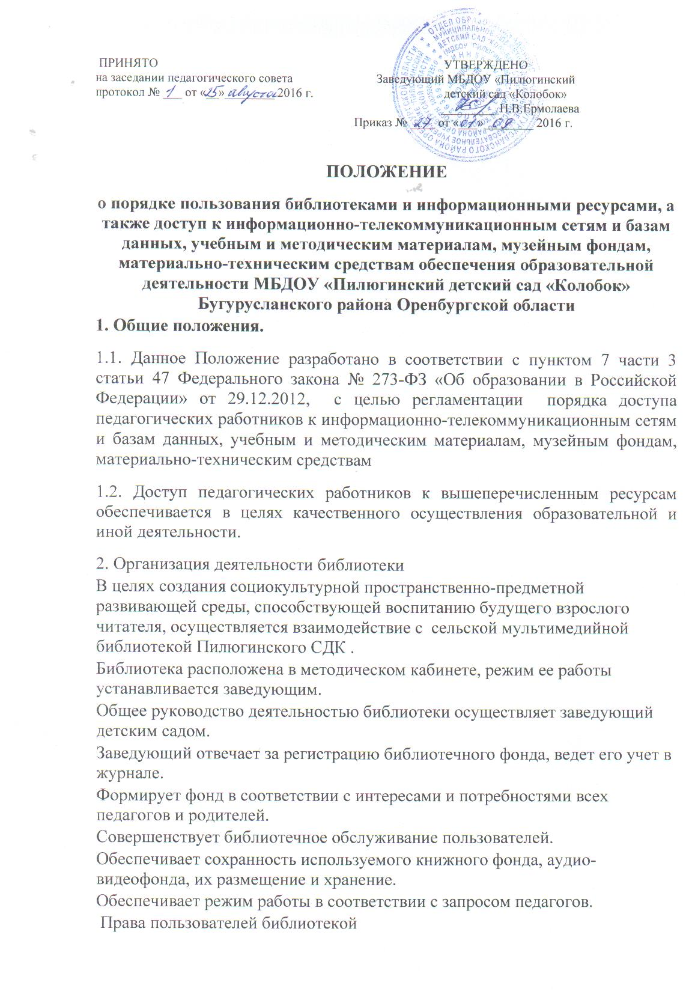 ПРИНЯТО
на заседании педагогического совета
протокол № 1 от «25» августа 2016 г.
УТВЕРЖДЕНО
Заведующий МБДОУ «Пилюгинский
детский сад «Колобок»
Н.В.Ермолаева
Приказ № 27 от «01» 09 2016 г.
ПОЛОЖЕНИЕ
о порядке пользования библиотеками и информационными ресурсами, а
также доступ к информационно-телекоммуникационным сетям и базам
данных, учебным и методическим материалам, музейным фондам,
материально-техническим средствам обеспечения образовательной
деятельности МБДОУ «Пилюгинский детский сад «Колобок»
Бугурусланского района Оренбургской области
1. Общие положения.
1.1. Данное Положение разработано в соответствии с пунктом 7 части 3
статьи 47 Федерального закона № 273-ФЗ «Об образовании в Российской
Федерации» от 29.12.2012, с целью регламентации порядка доступа
педагогических работников к информационно-телекоммуникационным сетям
и базам данных, учебным и методическим материалам, музейным фондам,
материально-техническим средствам
1.2. Доступ педагогических работников к вышеперечисленным ресурсам
обеспечивается в целях качественного осуществления образовательной и
иной деятельности.
2. Организация деятельности библиотеки
В целях создания социокультурной пространственно-предметной
развивающей среды, способствующей воспитанию будущего взрослого
читателя, осуществляется взаимодействие с сельской мультимедийной
библиотекой Пилюгинского СДК .
Библиотека расположена в методическом кабинете, режим ее работы
устанавливается заведующим.
Общее руководство деятельностью библиотеки осуществляет заведующий
детским садом.
Заведующий отвечает за регистрацию библиотечного фонда, ведет его учет в
журнале.
Формирует фонд в соответствии с интересами и потребностями всех
педагогов и родителей.
Совершенствует библиотечное обслуживание пользователей.
Обеспечивает сохранность используемого книжного фонда, аудио-
видеофонда, их размещение и хранение.
Обеспечивает режим работы в соответствии с запросом педагогов.
Права пользователей библиотекой